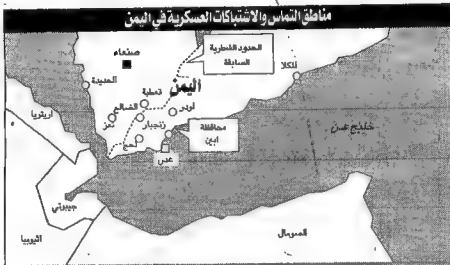 مناطق التماس والاشتباكات العسكرية في اليمن
صنعاء
الحدود الشطرية
السابقة
المكلا
الحديدة
اليمن
قعطبة
الضالع
لودر
تعز
زنجبار
محافظة
ابين
لحج
عدن
خليج عدن
اريتريا
جيبوتي
اثيوبيا
الصومال